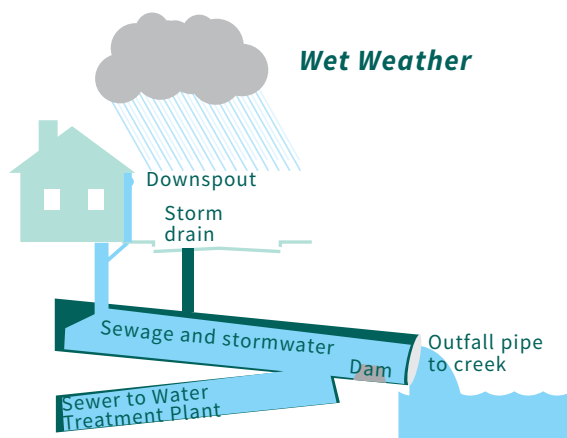 Wet Weather
Downspout
Storm
drain
Sewage and stormwater
Outfall pipe
to creek
Dam
Sewer to Water
Treatment Plant